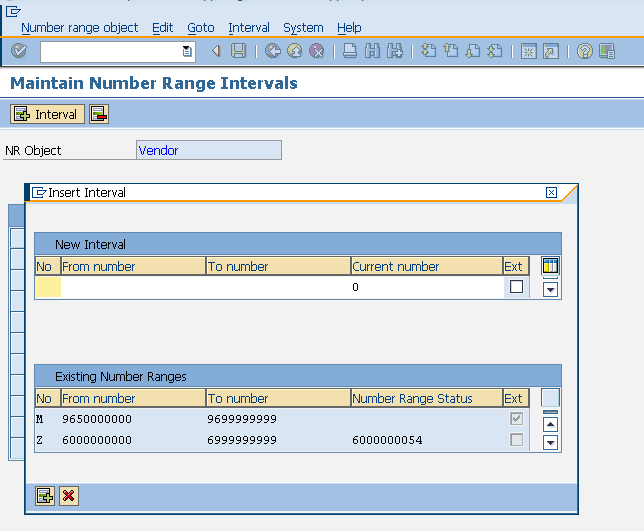 Number range object Edit Goto Interval System Help
Maintain Number Range Intervals
Interval
NR Object Vendor
Insert Interval
New Interval
No From number To number Current number Ext
0
Existing Number Ranges
No From number To number Number Range Status Ext
M 9650000000 9699999999
Z 6000000000 6999999999 6000000054